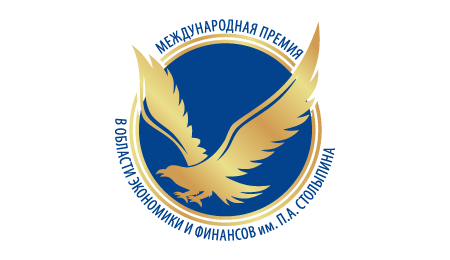 МЕЖДУНАРОДНАЯ ПРЕМИЯ
В ОБЛАСТИ ЭКОНОМИКИ И ФИНАНСОВ им. П.А. СТОЛЫПИНА